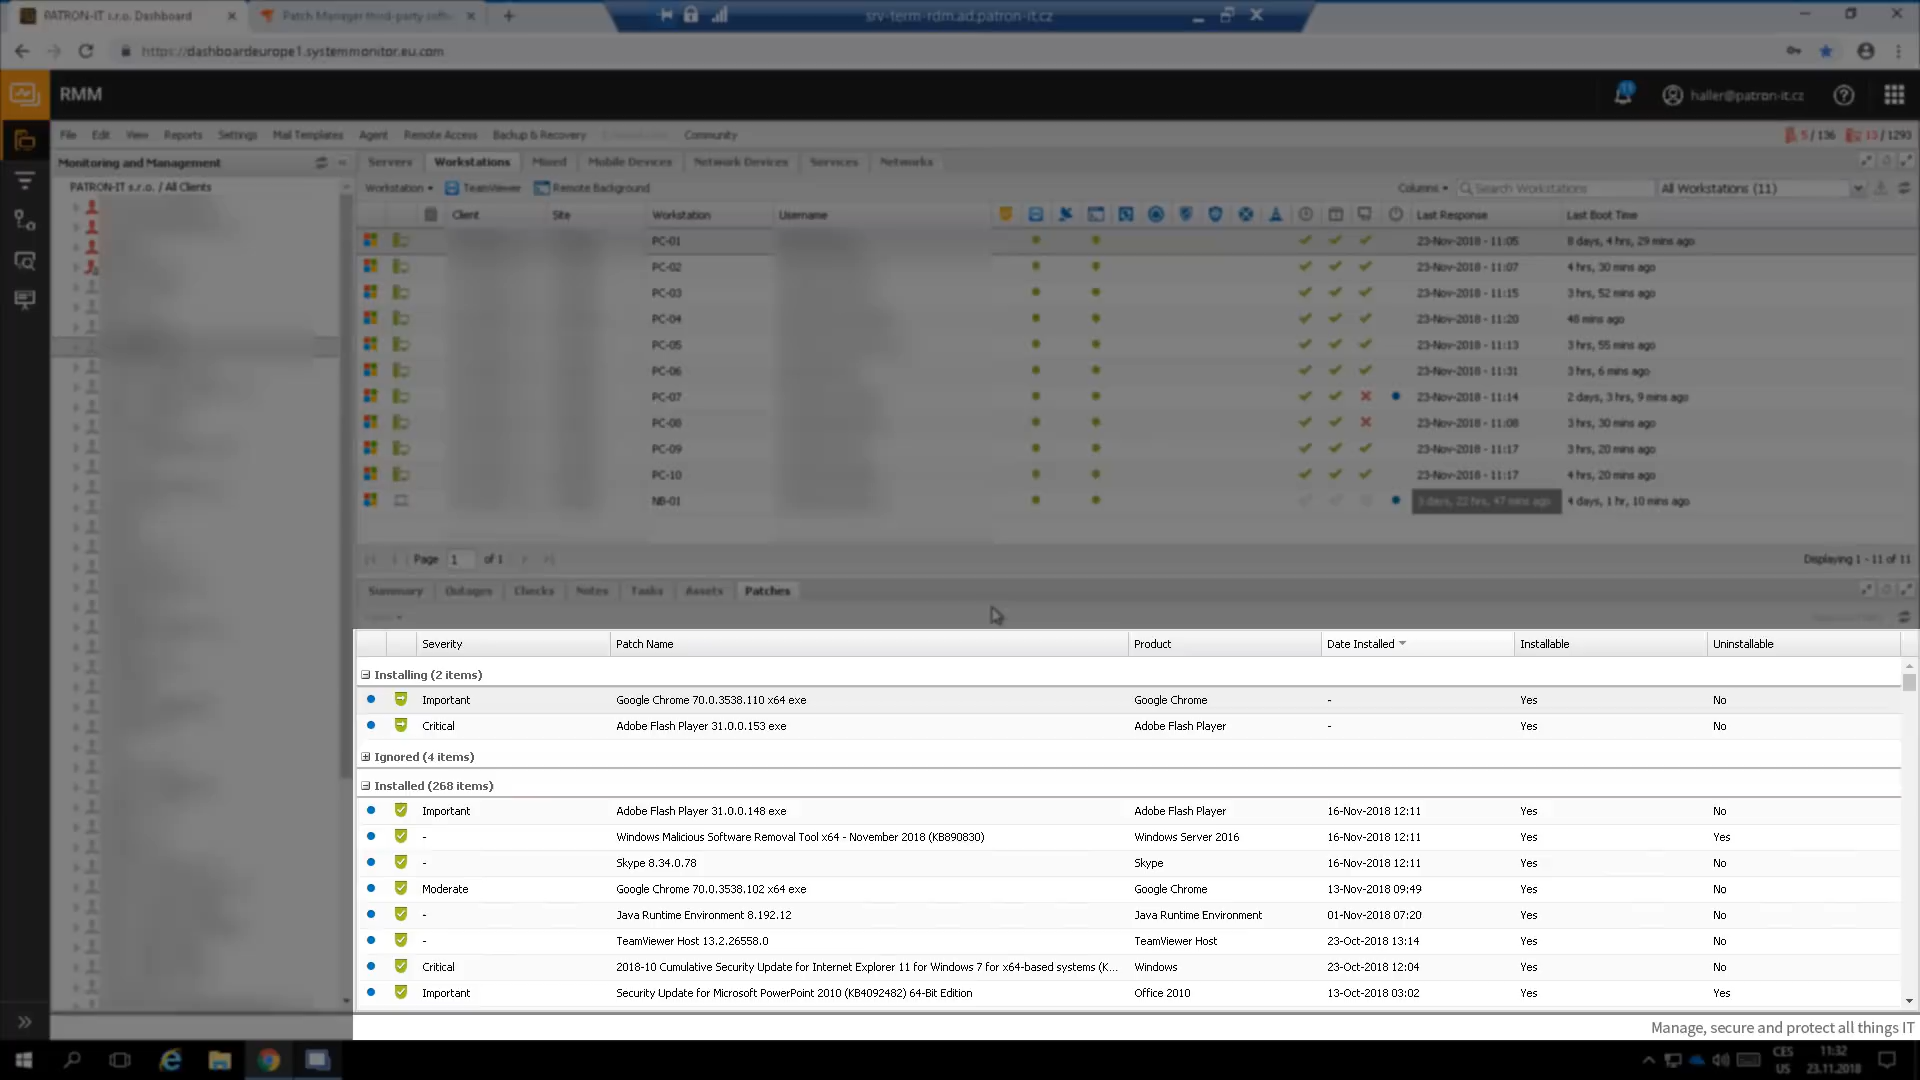 PATRON-IT s.r.o. Dashboard
Patch Manager third-party softw
srv-term-rdm.ad.patron-it.cz
https://dashboardeurope1.systemmonitor.eu.com
RMM
haller@patron-it.cz
File Edit View Reports Settings Mail Templates Agent Remote Access Backup & Recovery Community
5 / 136 13 / 1293
Monitoring and Management
Servers Workstations Mixed Mobile Devices Network Devices Services Networks
PATRON-IT s.r.o. / All Clients
Workstation TeamViewer Remote Background
Columns Search Workstations All Workstations (11)
Client Site Workstation Username Last Response Last Boot Time
PC-01 23-Nov-2018 - 11:05 8 days, 4 hrs, 29 mins ago
PC-02 23-Nov-2018 - 11:07 4 hrs, 30 mins ago
PC-03 23-Nov-2018 - 11:15 3 hrs, 52 mins ago
PC-04 23-Nov-2018 - 11:20 48 mins ago
PC-05 23-Nov-2018 - 11:13 3 hrs, 55 mins ago
PC-06 23-Nov-2018 - 11:31 3 hrs, 6 mins ago
PC-07 23-Nov-2018 - 11:14 2 days, 3 hrs, 9 mins ago
PC-08 23-Nov-2018 - 11:08 3 hrs, 30 mins ago
PC-09 23-Nov-2018 - 11:17 3 hrs, 20 mins ago
PC-10 23-Nov-2018 - 11:17 4 hrs, 20 mins ago
NB-01 days, 22 hrs, 47 mins ago 4 days, 1 hr, 10 mins ago
Page 1 of 1
Displaying 1 - 11 of 11
Summary Outages Checks Notes Tasks Assets Patches
Severity Patch Name Product Date Installed Installable Uninstallable
Installing (2 items)
Important Google Chrome 70.0.3538.110 x64 exe Google Chrome - Yes No
Critical Adobe Flash Player 31.0.0.153 exe Adobe Flash Player - Yes No
Ignored (4 items)
Installed (268 items)
Important Adobe Flash Player 31.0.0.148 exe Adobe Flash Player 16-Nov-2018 12:11 Yes No
- Windows Malicious Software Removal Tool x64 - November 2018 (KB890830) Windows Server 2016 16-Nov-2018 12:11 Yes Yes
- Skype 8.34.0.78 Skype 16-Nov-2018 12:11 Yes No
Moderate Google Chrome 70.0.3538.102 x64 exe Google Chrome 13-Nov-2018 09:49 Yes No
- Java Runtime Environment 8.192.12 Java Runtime Environment 01-Nov-2018 07:20 Yes No
- TeamViewer Host 13.2.26558.0 TeamViewer Host 23-Oct-2018 13:14 Yes No
Critical 2018-10 Cumulative Security Update for Internet Explorer 11 for Windows 7 for x64-based systems (K... Windows 23-Oct-2018 12:04 Yes No
Important Security Update for Microsoft PowerPoint 2010 (KB4092482) 64-Bit Edition Office 2010 13-Oct-2018 03:02 Yes Yes
Manage, secure and protect all things IT
CES 11:32
US 23.11.2018